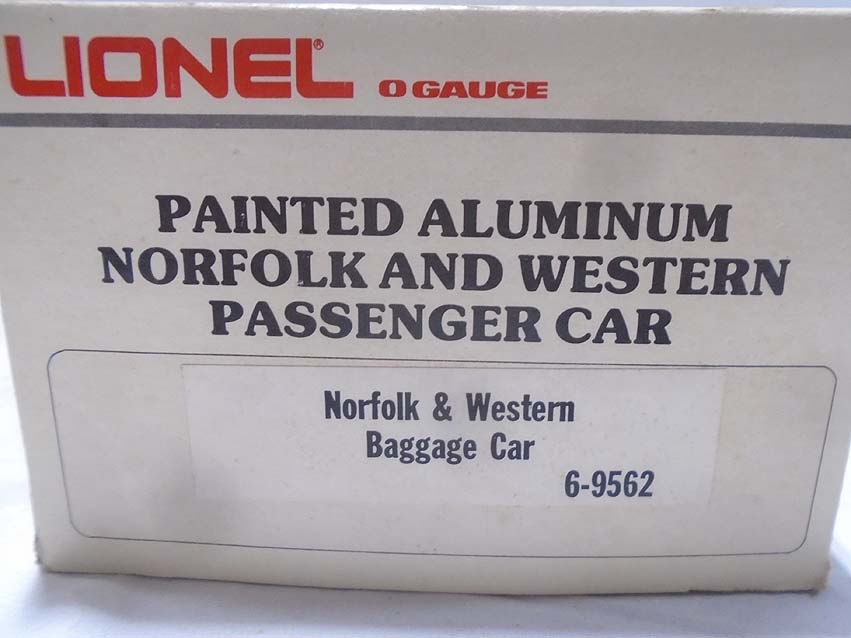 LIONEL® O GAUGE
PAINTED ALUMINUM
NORFOLK AND WESTERN
PASSENGER CAR
Norfolk & Western
Baggage Car
6-9562